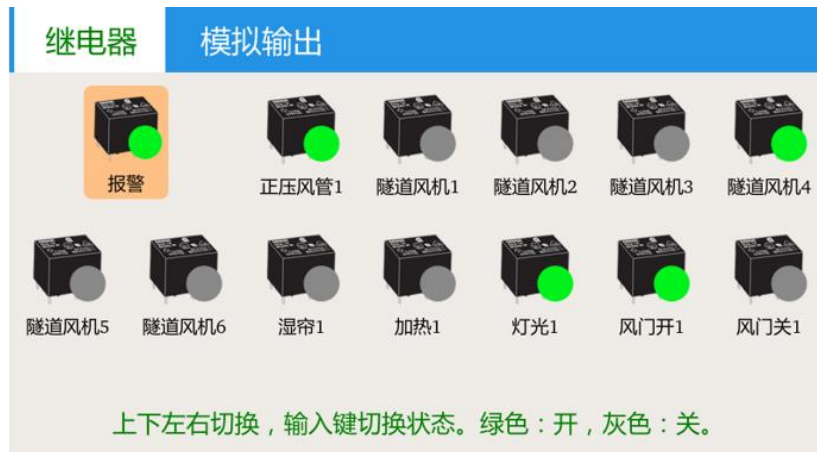 继电器 模拟输出
报警 正压风管1 隧道风机1 隧道风机2 隧道风机3 隧道风机4
隧道风机5 隧道风机6 湿帘1 加热1 灯光1 风门开1 风门关1
上下左右切换，输入键切换状态。绿色：开，灰色：关。